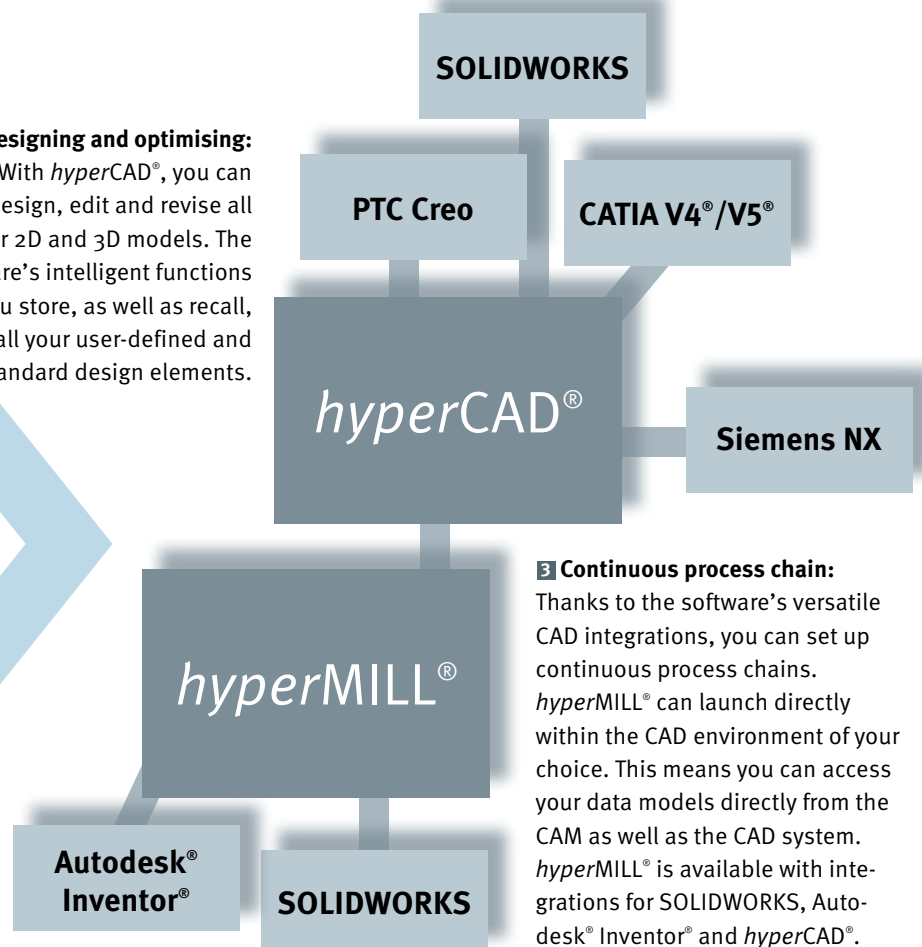 SOLIDWORKS
esigning and optimising:
With hyperCAD®, you can
esign, edit and revise all
r 2D and 3D models. The
are's intelligent functions
u store, as well as recall,
all your user-defined and
andard design elements.
PTC Creo
CATIA V4®/V5®
hyperCAD®
Siemens NX
hyperMILL®
3 Continuous process chain:
Thanks to the software's versatile
CAD integrations, you can set up
continuous process chains.
hyperMILL® can launch directly
within the CAD environment of your
choice. This means you can access
your data models directly from the
CAM as well as the CAD system.
hyperMILL® is available with inte-
grations for SOLIDWORKS, Auto-
desk® Inventor® and hyperCAD®.
Autodesk®
Inventor®
SOLIDWORKS